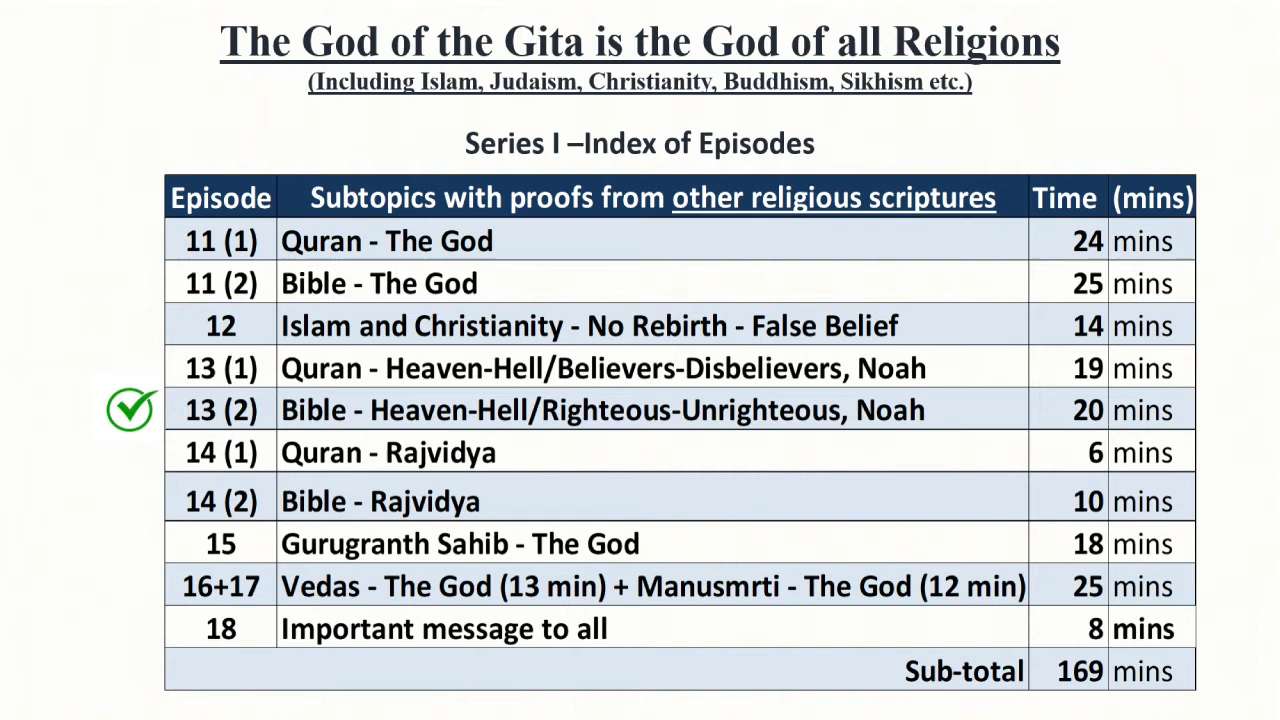 The God of the Gita is the God of all Religions
(Including Islam, Judaism, Christianity, Buddhism, Sikhism etc.)
Series I –Index of Episodes
Episode Subtopics with proofs from other religious scriptures Time (mins)
11 (1) Quran - The God 24 mins
11 (2) Bible - The God 25 mins
12 Islam and Christianity - No Rebirth - False Belief 14 mins
13 (1) Quran - Heaven-Hell/Believers-Disbelievers, Noah 19 mins
13 (2) Bible - Heaven-Hell/Righteous-Unrighteous, Noah 20 mins
14 (1) Quran - Rajvidya 6 mins
14 (2) Bible - Rajvidya 10 mins
15 Gurugranth Sahib - The God 18 mins
16+17 Vedas - The God (13 min) + Manusmrti - The God (12 min) 25 mins
18 Important message to all 8 mins
Sub-total 169 mins